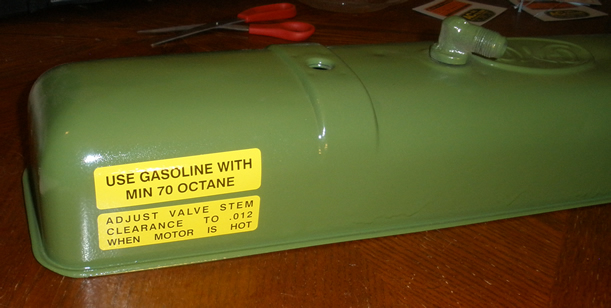 USE GASOLINE WITH
MIN 70 OCTANE
ADJUST VALVE STEM
CLEARANCE TO .012
WHEN MOTOR IS HOT